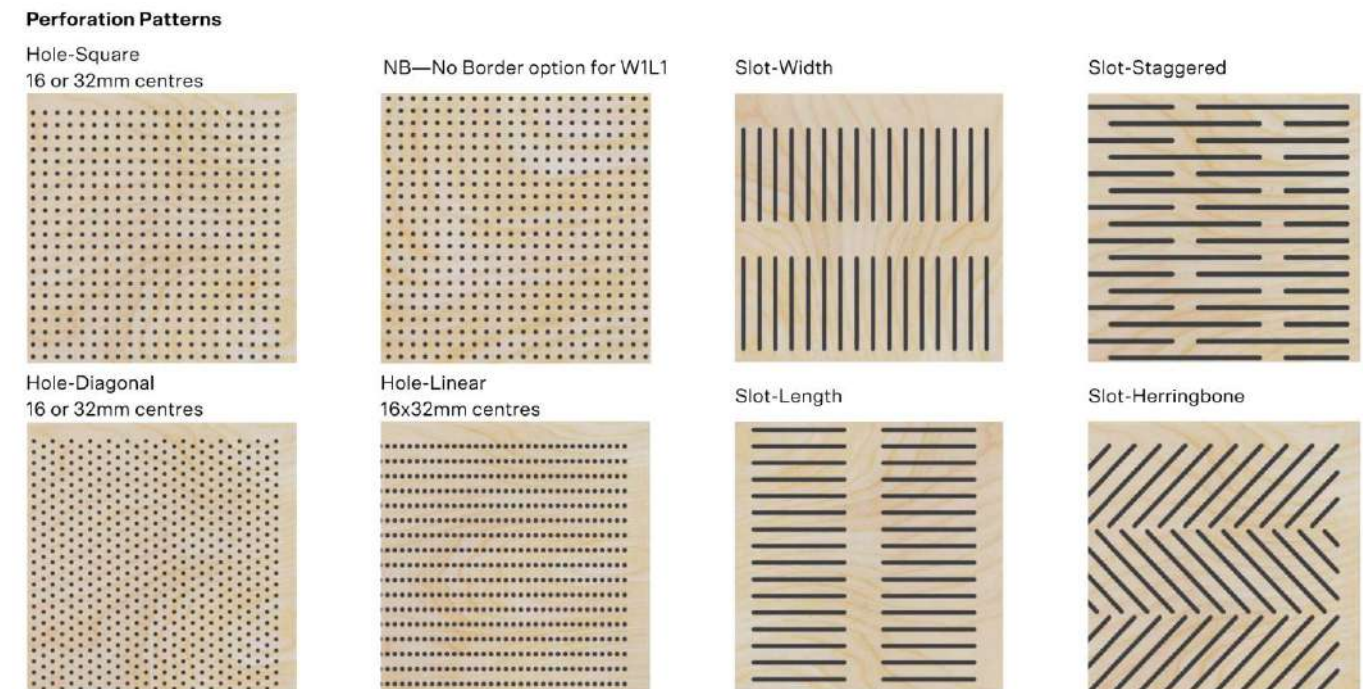 Perforation Patterns
Hole-Square
16 or 32mm centres
NB—No Border option for W1L1
Slot-Width
Slot-Staggered
Hole-Diagonal
16 or 32mm centres
Hole-Linear
16x32mm centres
Slot-Length
Slot-Herringbone